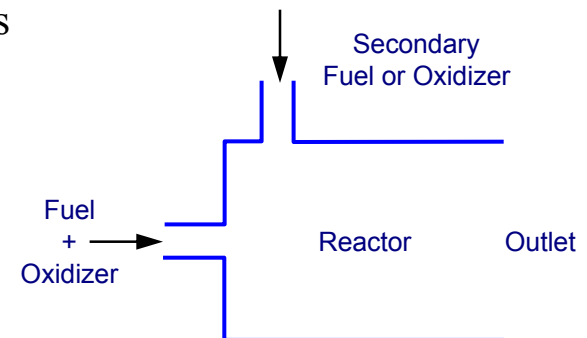 s
Secondary
Fuel or Oxidizer
Fuel
+
Oxidizer
Reactor
Outlet